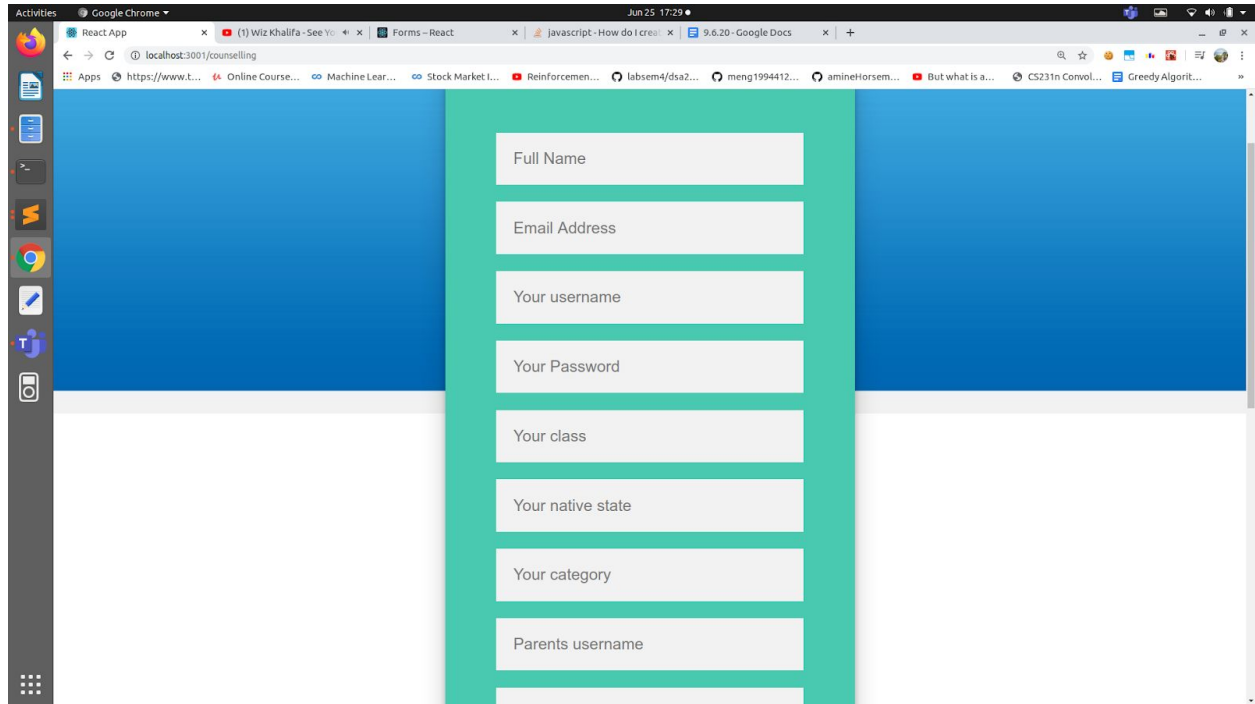 Activities Google Chrome Jun 25 17:29
React App (1) Wiz Khalifa - See Yo Forms – React javascript - How do I creat 9.6.20 - Google Docs
localhost:3001/counselling
Apps https://www.t... Online Course... Machine Lear... Stock Market I... Reinforcemen... labsem4/dsa2... meng1994412... amineHorsem... But what is a... CS231n Convol... Greedy Algorit... »
Full Name
Email Address
Your username
Your Password
Your class
Your native state
Your category
Parents username